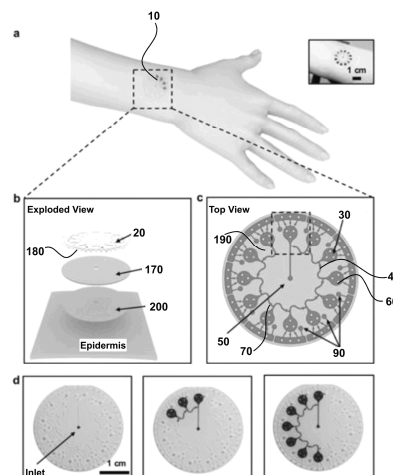 10
a
1 cm
b
Exploded View
20
180
170
200
Epidermis
c
Top View
30
190
4
60
50
70
90
d
Inlet
1 cm